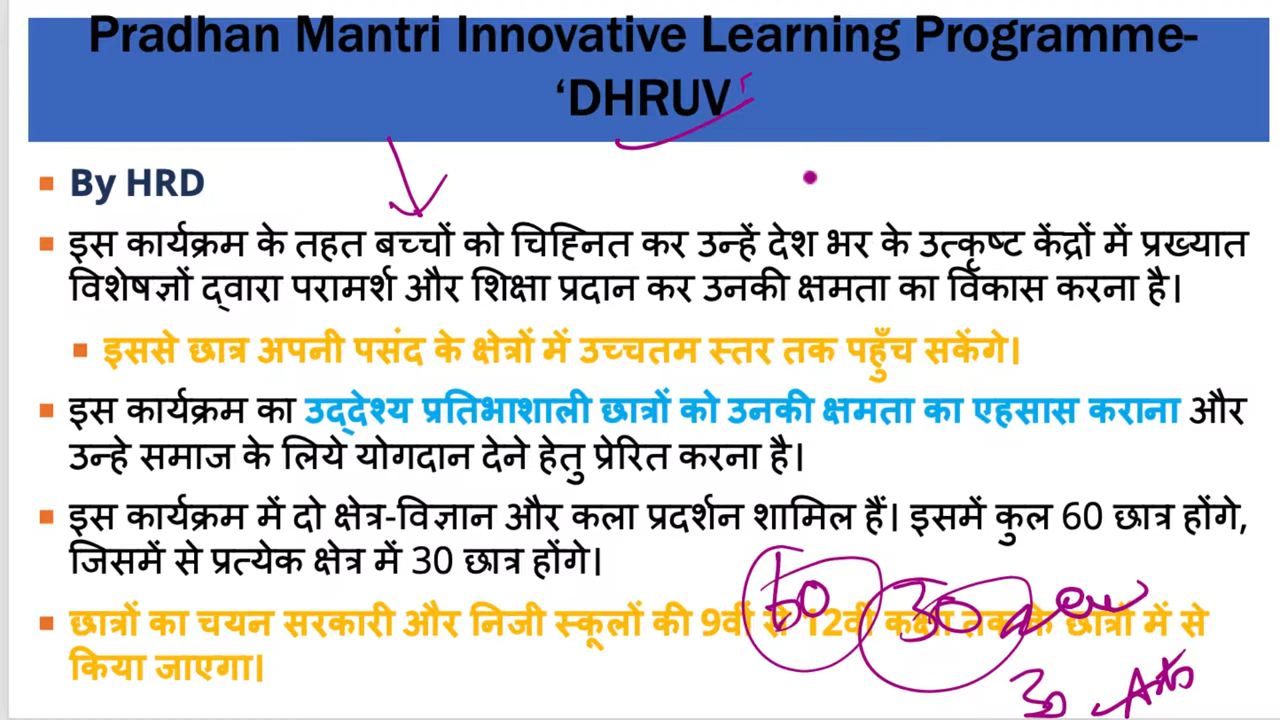 Pradhan Mantri Innovative Learning Programme-
‘DHRUV’
By HRD
इस कार्यक्रम के तहत बच्चों को चिह्नित कर उन्हें देश भर के उत्कृष्ट केंद्रों में प्रख्यात
विशेषज्ञों द्वारा परामर्श और शिक्षा प्रदान कर उनकी क्षमता का विकास करना है।
इससे छात्र अपनी पसंद के क्षेत्रों में उच्चतम स्तर तक पहुँच सकेंगे।
इस कार्यक्रम का उद्देश्य प्रतिभाशाली छात्रों को उनकी क्षमता का एहसास कराना और
उन्हे समाज के लिये योगदान देने हेतु प्रेरित करना है।
इस कार्यक्रम में दो क्षेत्र-विज्ञान और कला प्रदर्शन शामिल हैं। इसमें कुल 60 छात्र होंगे,
जिसमें से प्रत्येक क्षेत्र में 30 छात्र होंगे।
60 30
छात्रों का चयन सरकारी और निजी स्कूलों की 9वीं से 12वीं कक्षा तक के छात्रों में से
किया जाएगा।
30 Arts